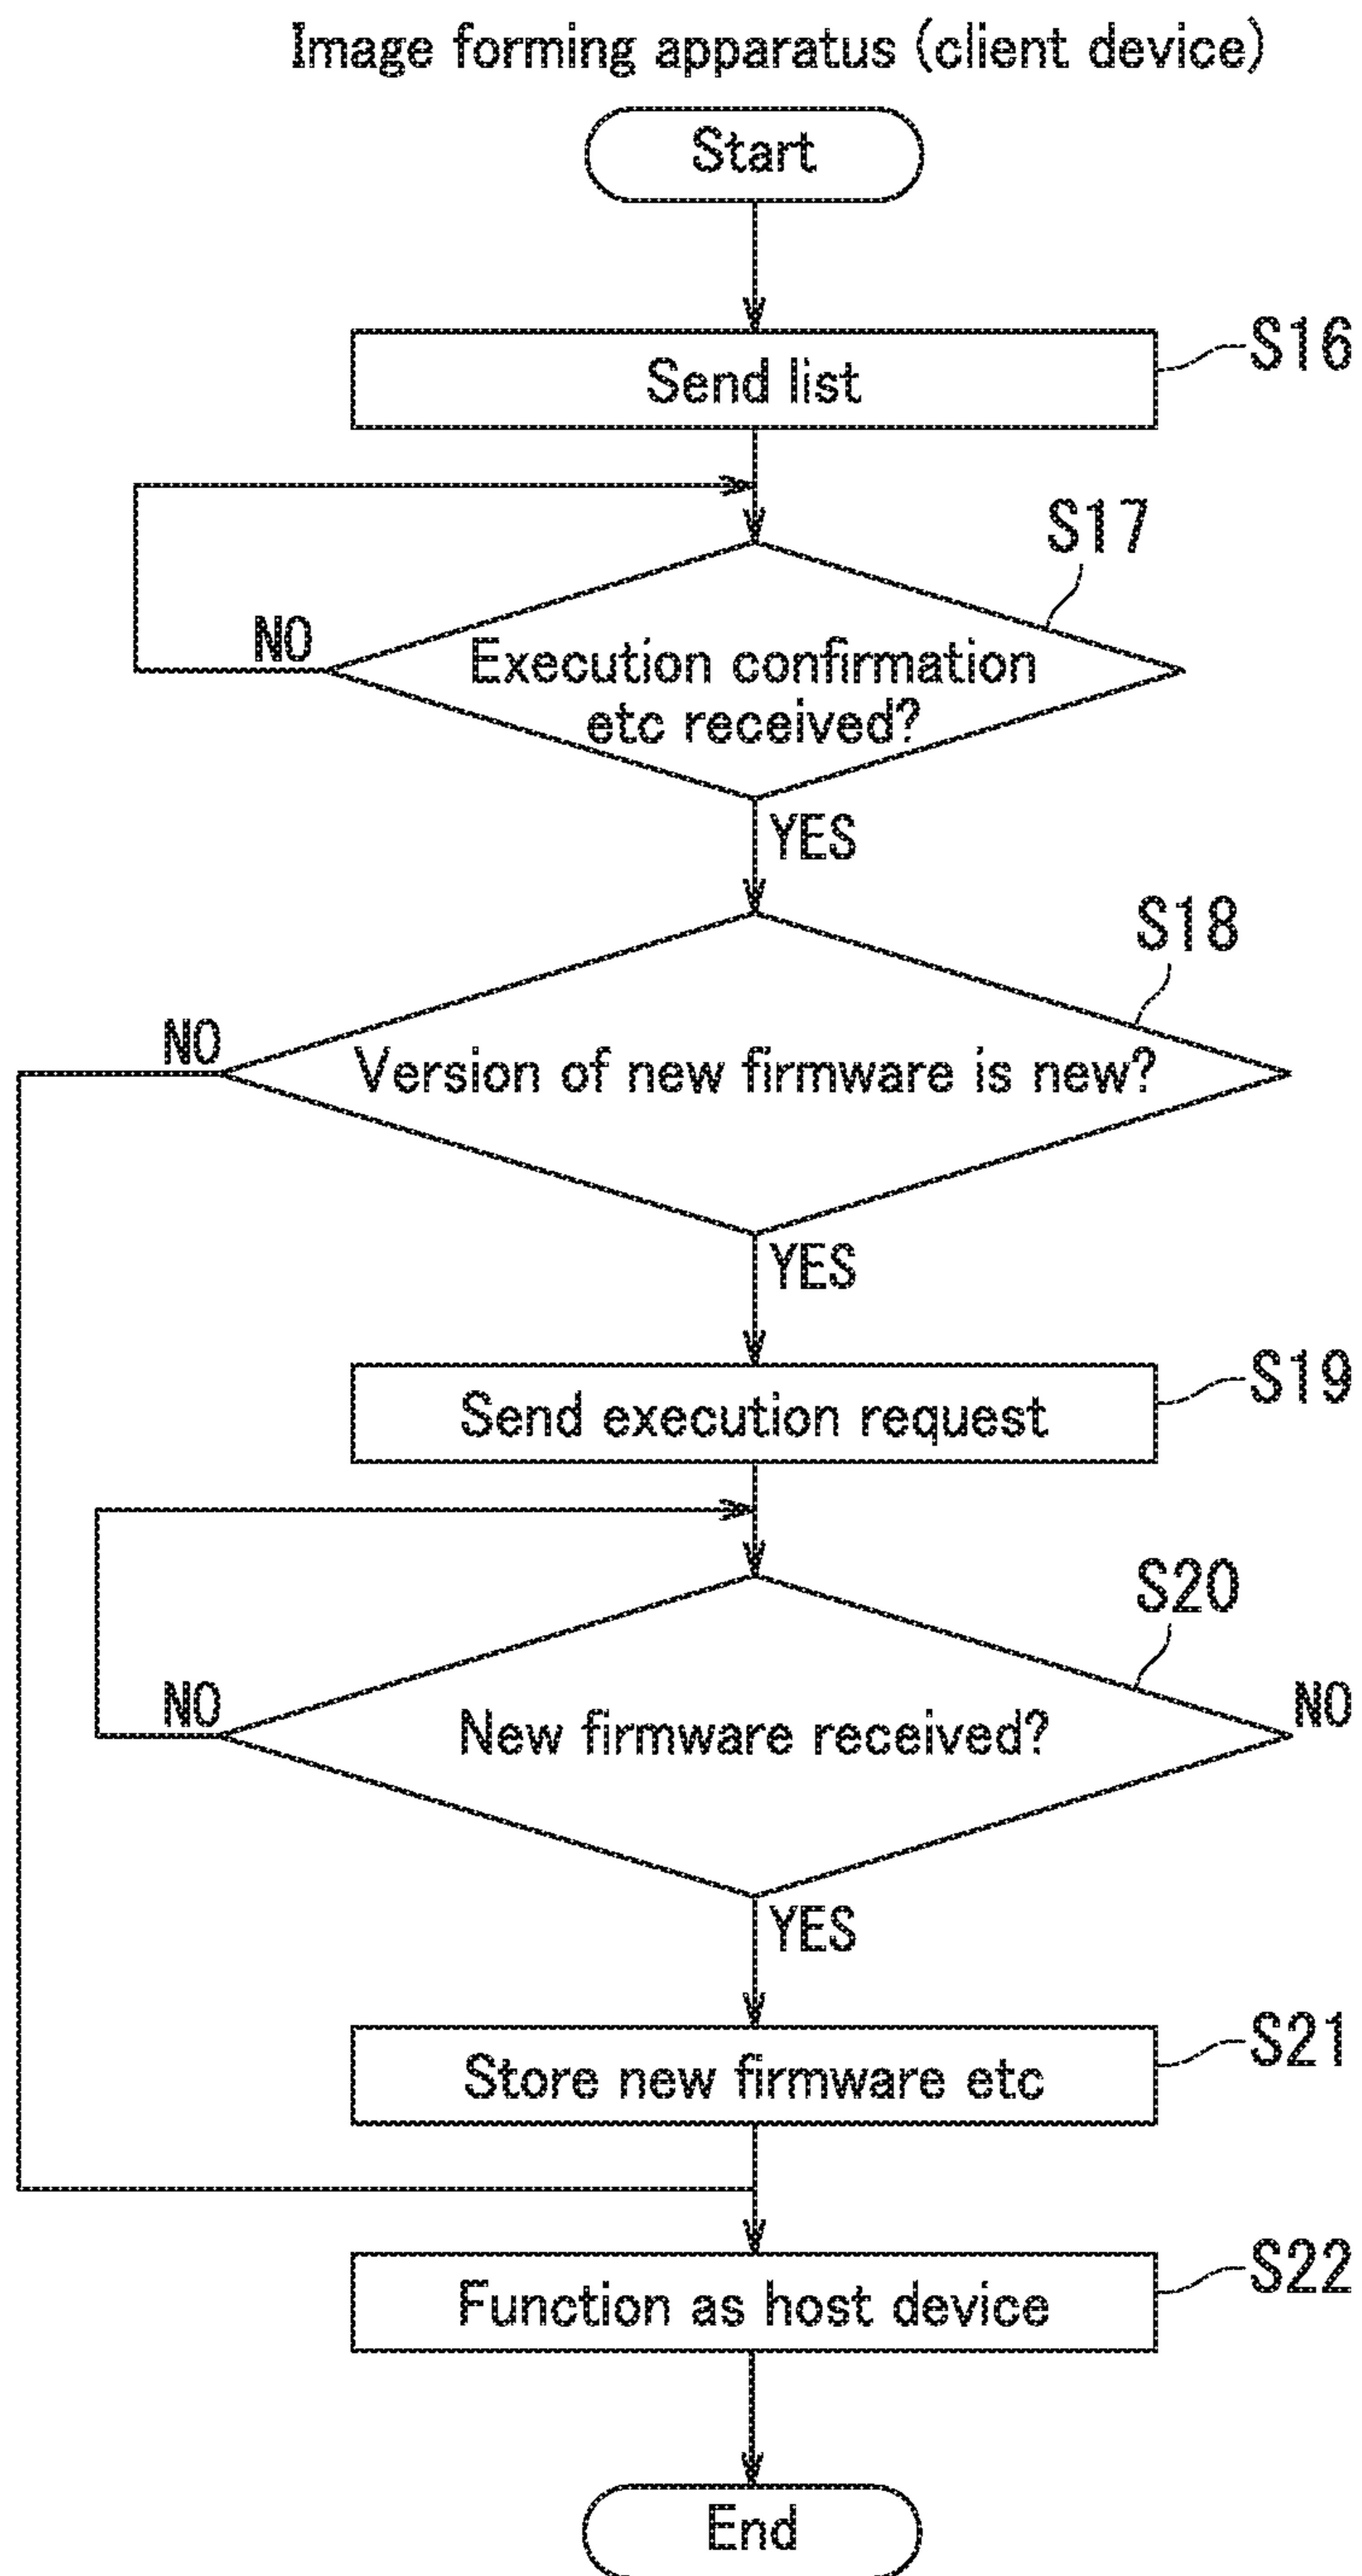 Image forming apparatus (client device)
Start
Send list
S16
S17
NO
Execution confirmation
etc received?
YES
S18
NO
Version of new firmware is new?
YES
Send execution request
S19
S20
NO
New firmware received?
NO
YES
Store new firmware etc
S21
Function as host device
S22
End